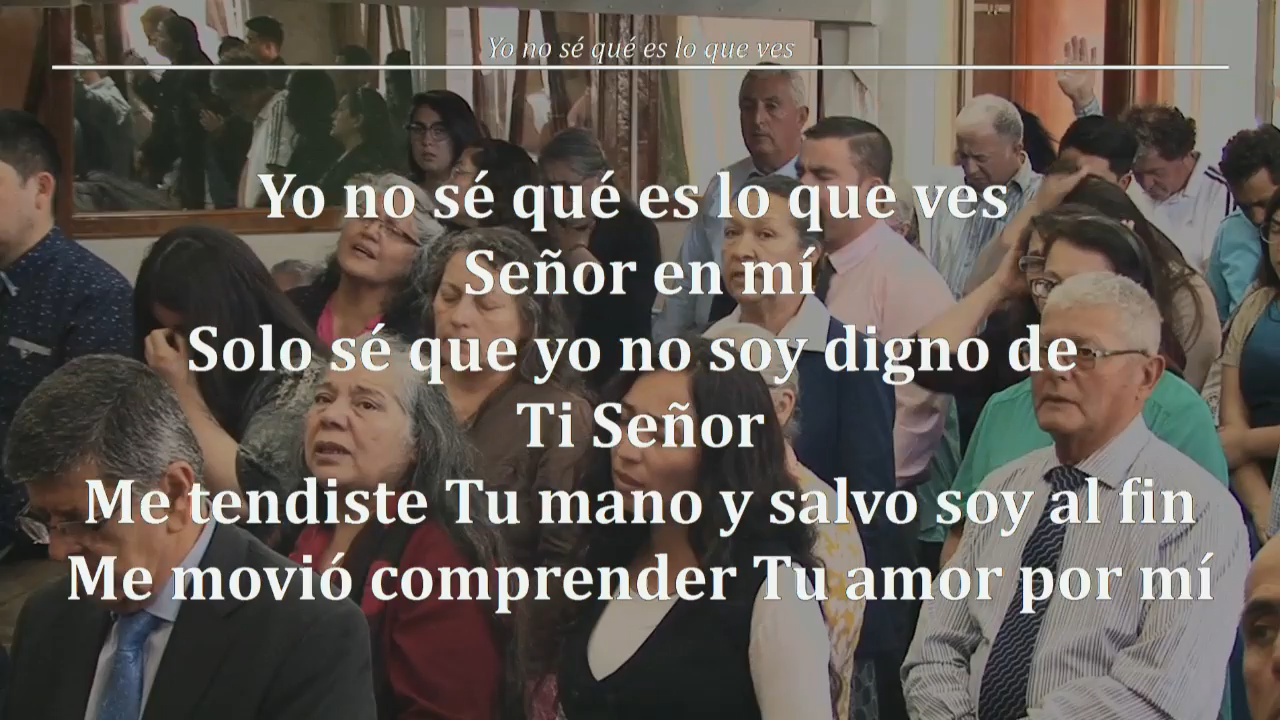 Yo no sé qué es lo que ves
Yo no sé qué es lo que ves
Señor en mí
Solo sé que yo no soy digno de
Ti Señor
Me tendiste Tu mano y salvo soy al fin
Me movió comprender Tu amor por mí